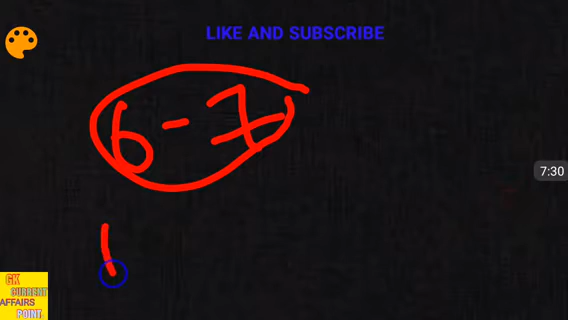 LIKE AND SUBSCRIBE
6-7
7:30
GK
CURRENT
AFFAIRS
POINT